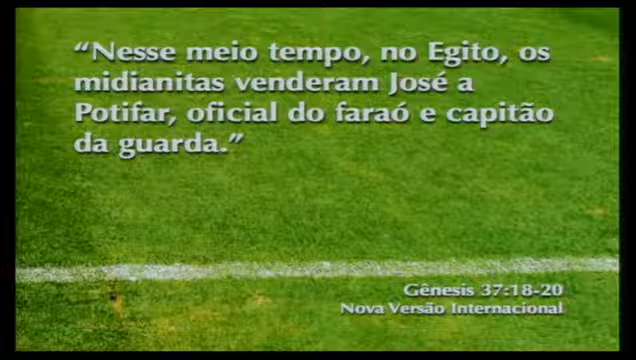 “Nesse meio tempo, no Egito, os
midianitas venderam José a
Potifar, oficial do faraó e capitão
da guarda.”
Gênesis 37:18-20
Nova Versão Internacional